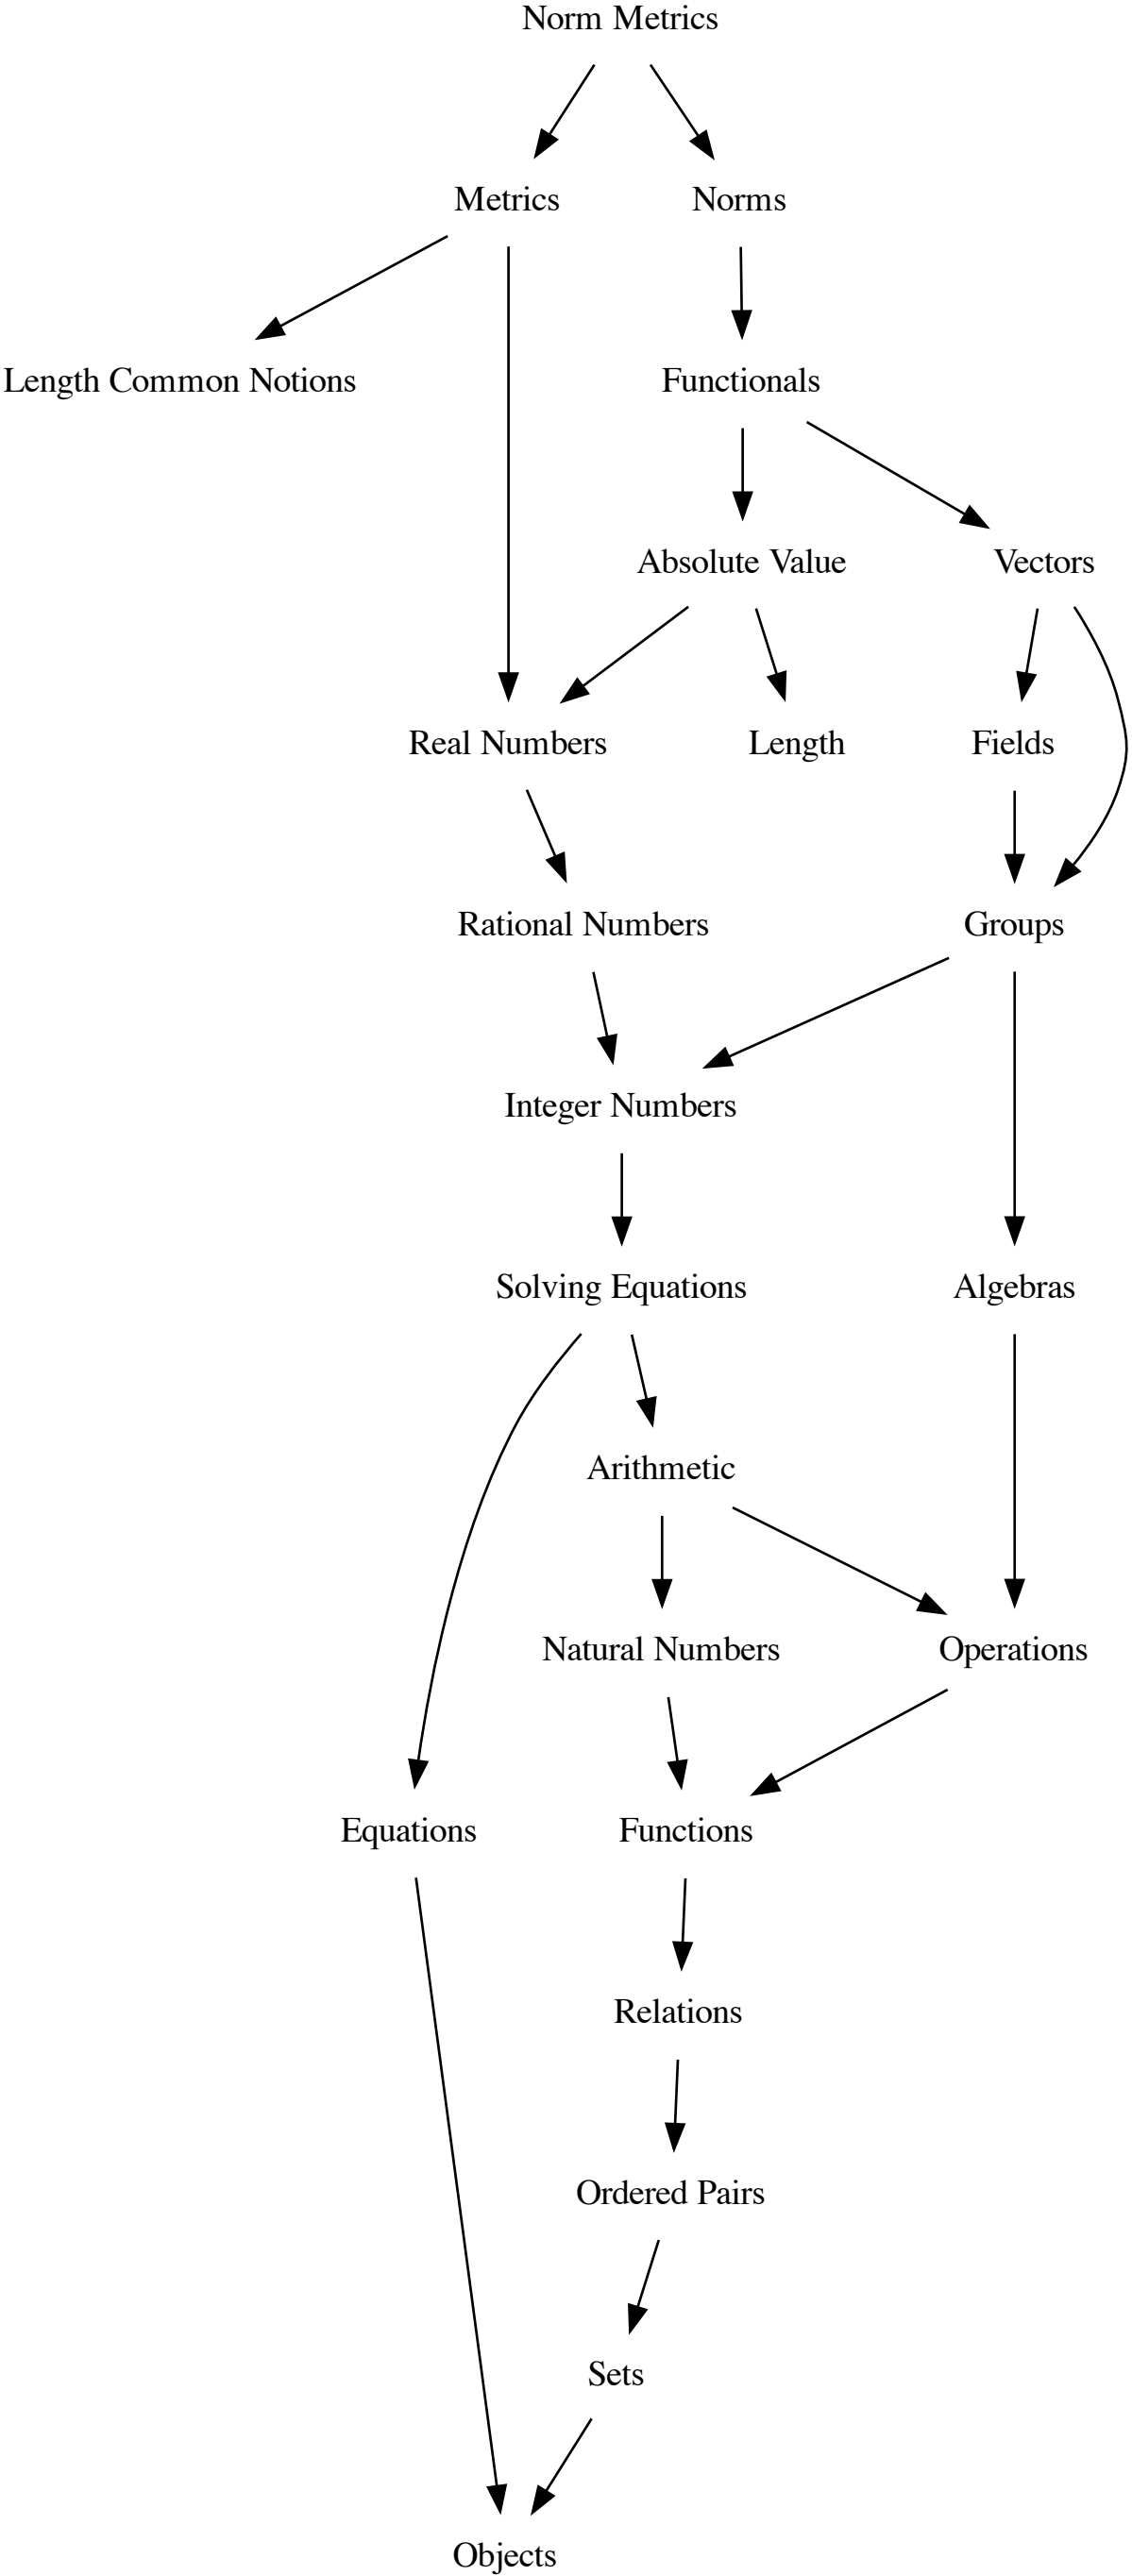 Norm Metrics
Metrics
Norms
Length Common Notions
Functionals
Absolute Value
Vectors
Real Numbers
Length
Fields
Rational Numbers
Groups
Integer Numbers
Solving Equations
Algebras
Arithmetic
Natural Numbers
Operations
Equations
Functions
Relations
Ordered Pairs
Sets
Objects